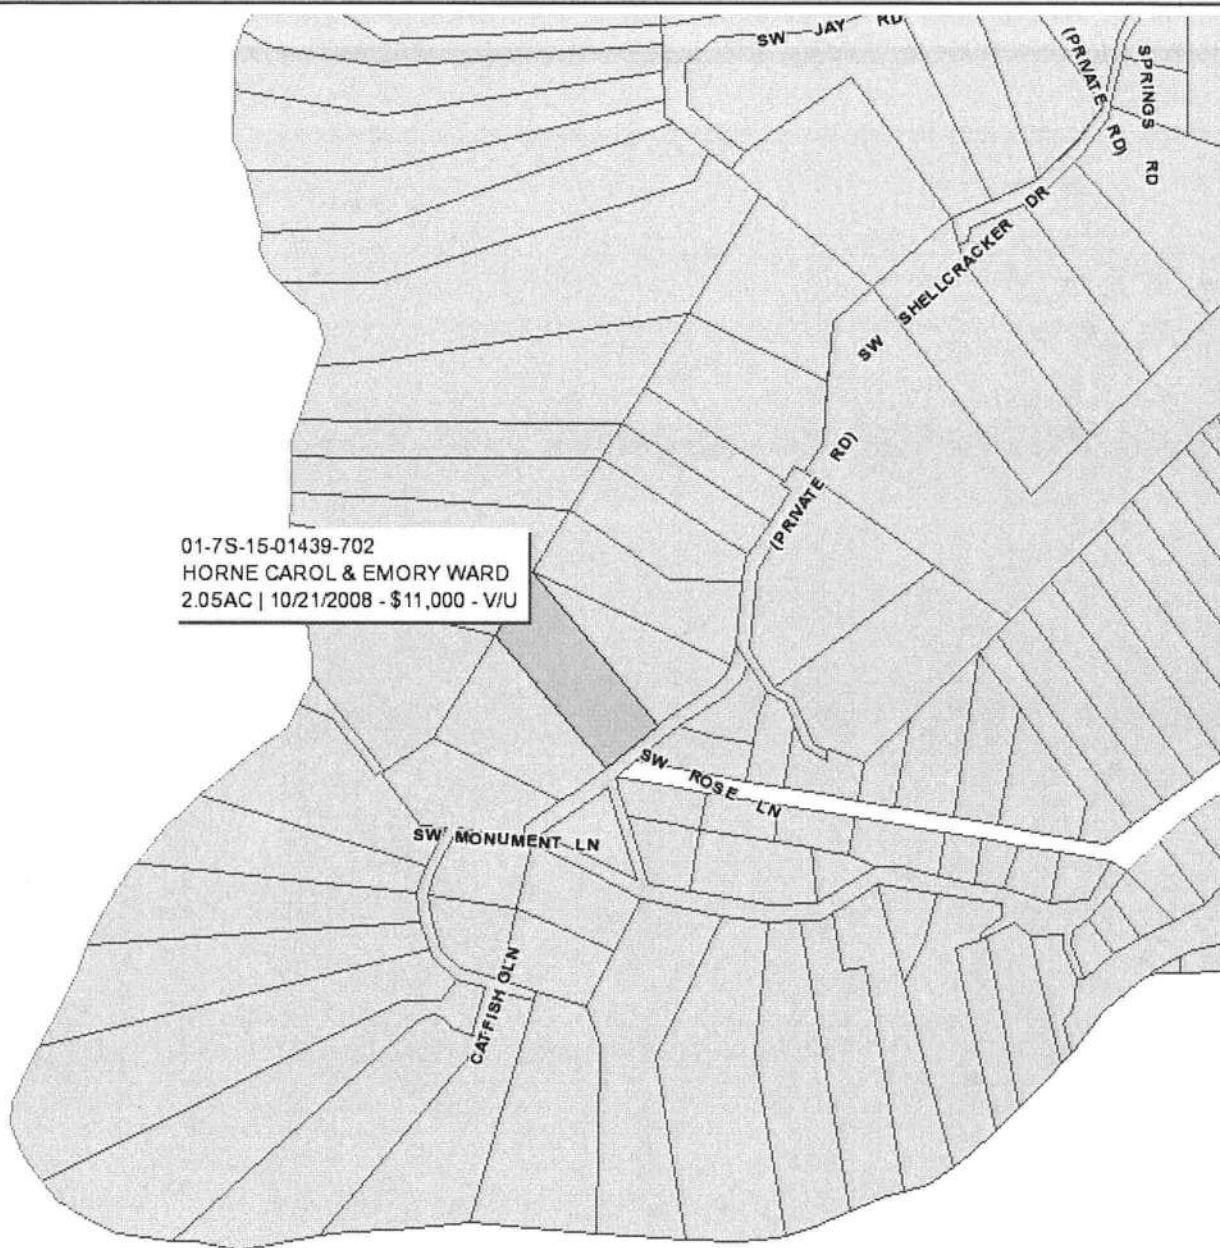 SW JAY RD
(PRIVATE RD)
SPRINGS RD
SW SHELLCRACKER DR
(PRIVATE RD)
01-7S-15-01439-702
HORNE CAROL & EMORY WARD
2.05AC | 10/21/2008 - $11,000 - V/U
SW ROSE LN
SW MONUMENT LN
CATFISH GLN